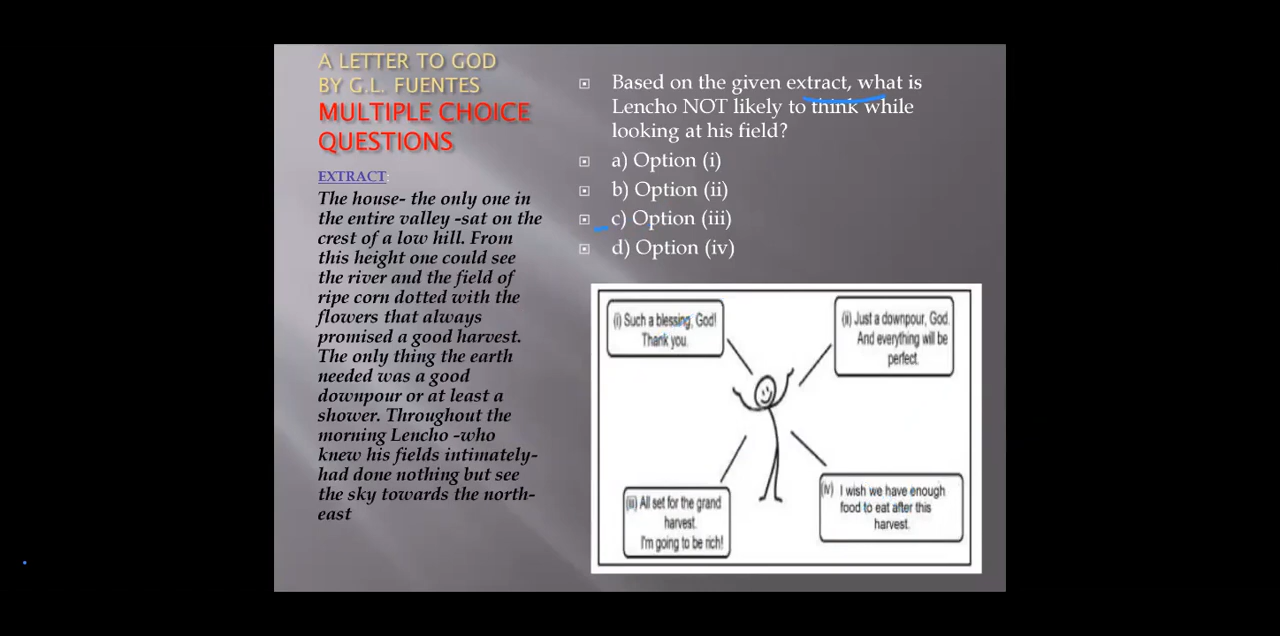 A LETTER TO GOD
BY G.L. FUENTES
MULTIPLE CHOICE
QUESTIONS
EXTRACT:
The house- the only one in
the entire valley -sat on the
crest of a low hill. From
this height one could see
the river and the field of
ripe corn dotted with the
flowers that always
promised a good harvest.
The only thing the earth
needed was a good
downpour or at least a
shower. Throughout the
morning Lencho -who
knew his fields intimately-
had done nothing but see
the sky towards the north-
east
Based on the given extract, what is
Lencho NOT likely to think while
looking at his field?
a) Option (i)
b) Option (ii)
c) Option (iii)
d) Option (iv)
(i) Such a blessing, God!
Thank you.
(ii) Just a downpour, God.
And everything will be
perfect.
(iii) All set for the grand
harvest.
I'm going to be rich!
(iv) I wish we have enough
food to eat after this
harvest.